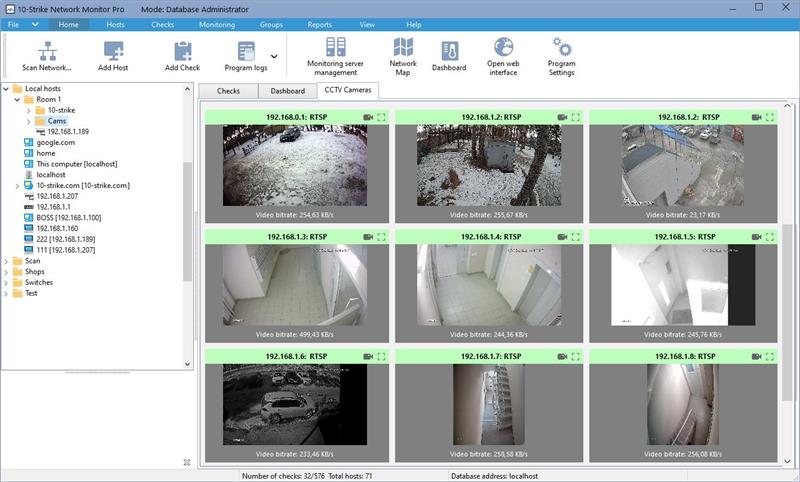 10-Strike Network Monitor Pro Mode: Database Administrator
File Home Hosts Checks Monitoring Groups Reports View Help
Scan Network... Add Host Add Check Program logs Monitoring server management Network Map Dashboard Open web interface Program Settings
Local hosts
Room 1
10-strike
Cams
192.168.1.189
google.com
home
This computer [localhost]
localhost
10-strike.com [10-strike.com]
192.168.1.207
192.168.1.1
BOSS [192.168.1.100]
192.168.1.160
222 [192.168.1.189]
111 [192.168.1.207]
Scan
Shops
Switches
Test
Checks Dashboard CCTV Cameras
192.168.0.1: RTSP 192.168.1.2: RTSP 192.168.1.2: RTSP
Video bitrate: 254,63 KB/s Video bitrate: 255,67 KB/s Video bitrate: 23,17 KB/s
192.168.1.3: RTSP 192.168.1.4: RTSP 192.168.1.5: RTSP
Video bitrate: 499,43 KB/s Video bitrate: 244,36 KB/s Video bitrate: 245,76 KB/s
192.168.1.6: RTSP 192.168.1.7: RTSP 192.168.1.8: RTSP
Video bitrate: 233,46 KB/s Video bitrate: 258,58 KB/s Video bitrate: 256,08 KB/s
Number of checks: 32/576 Total hosts: 71 Database address: localhost